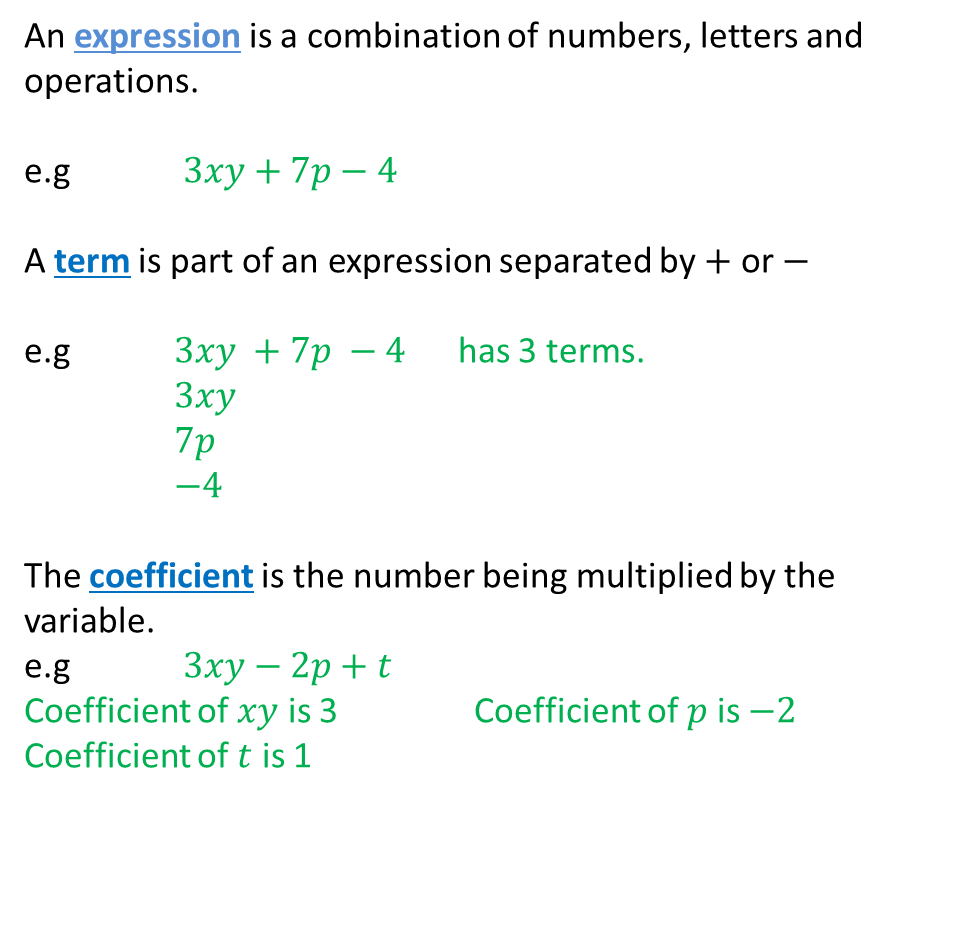 An expression is a combination of numbers, letters and
operations.
e.g 3xy + 7p − 4
A term is part of an expression separated by + or −
e.g 3xy + 7p − 4 has 3 terms.
3xy
7p
−4
The coefficient is the number being multiplied by the
variable.
e.g 3xy − 2p + t
Coefficient of xy is 3 Coefficient of p is −2
Coefficient of t is 1